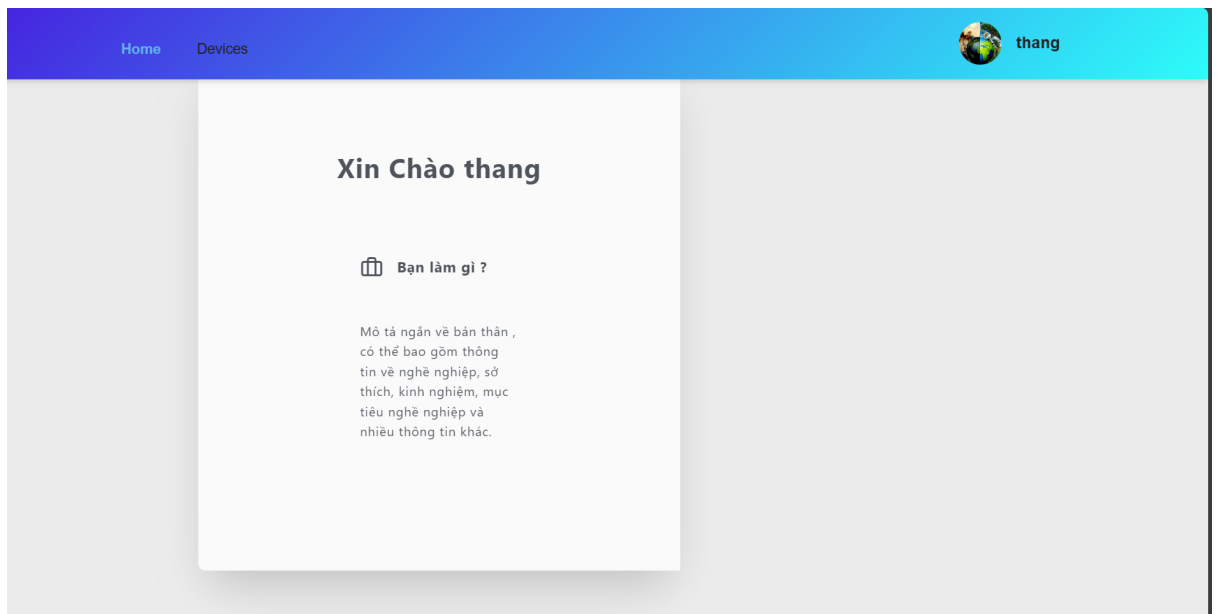 Home
Devices
thang
Xin Chào thang
Bạn làm gì ?
Mô tả ngắn về bản thân ,
có thể bao gồm thông
tin về nghề nghiệp, sở
thích, kinh nghiệm, mục
tiêu nghề nghiệp và
nhiều thông tin khác.